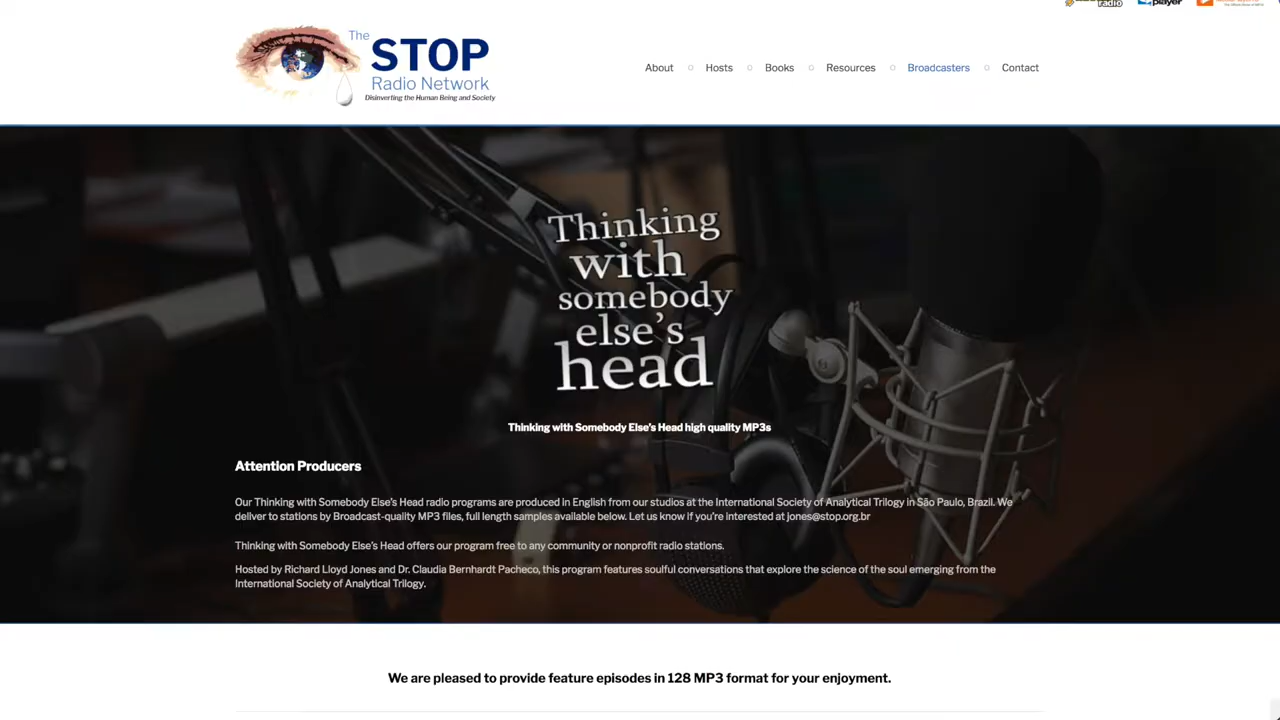 radio
player
The
STOP
Radio Network
Disinverting the Human Being and Society
About
Hosts
Books
Resources
Broadcasters
Contact
Thinking
with
somebody
else's
head
Thinking with Somebody Else's Head high quality MP3s
Attention Producers
Our Thinking with Somebody Else's Head radio programs are produced in English from our studios at the International Society of Analytical Trilogy in São Paulo, Brazil. We
deliver to stations by Broadcast-quality MP3 files, full length samples available below. Let us know if you're interested at jones@stop.org.br
Thinking with Somebody Else's Head offers our program free to any community or nonprofit radio stations.
Hosted by Richard Lloyd Jones and Dr. Claudia Bernhardt Pacheco, this program features soulful conversations that explore the science of the soul emerging from the
International Society of Analytical Trilogy.
We are pleased to provide feature episodes in 128 MP3 format for your enjoyment.